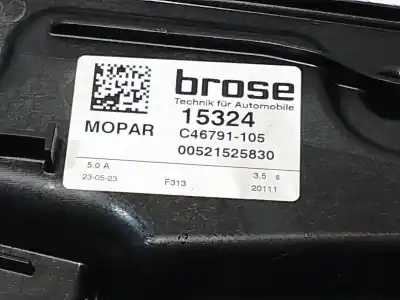 brose
Technik für Automobile
15324
MOPAR C46791-105
00521525830
5.0 A 3,5 s
23-05-23 F313 20111